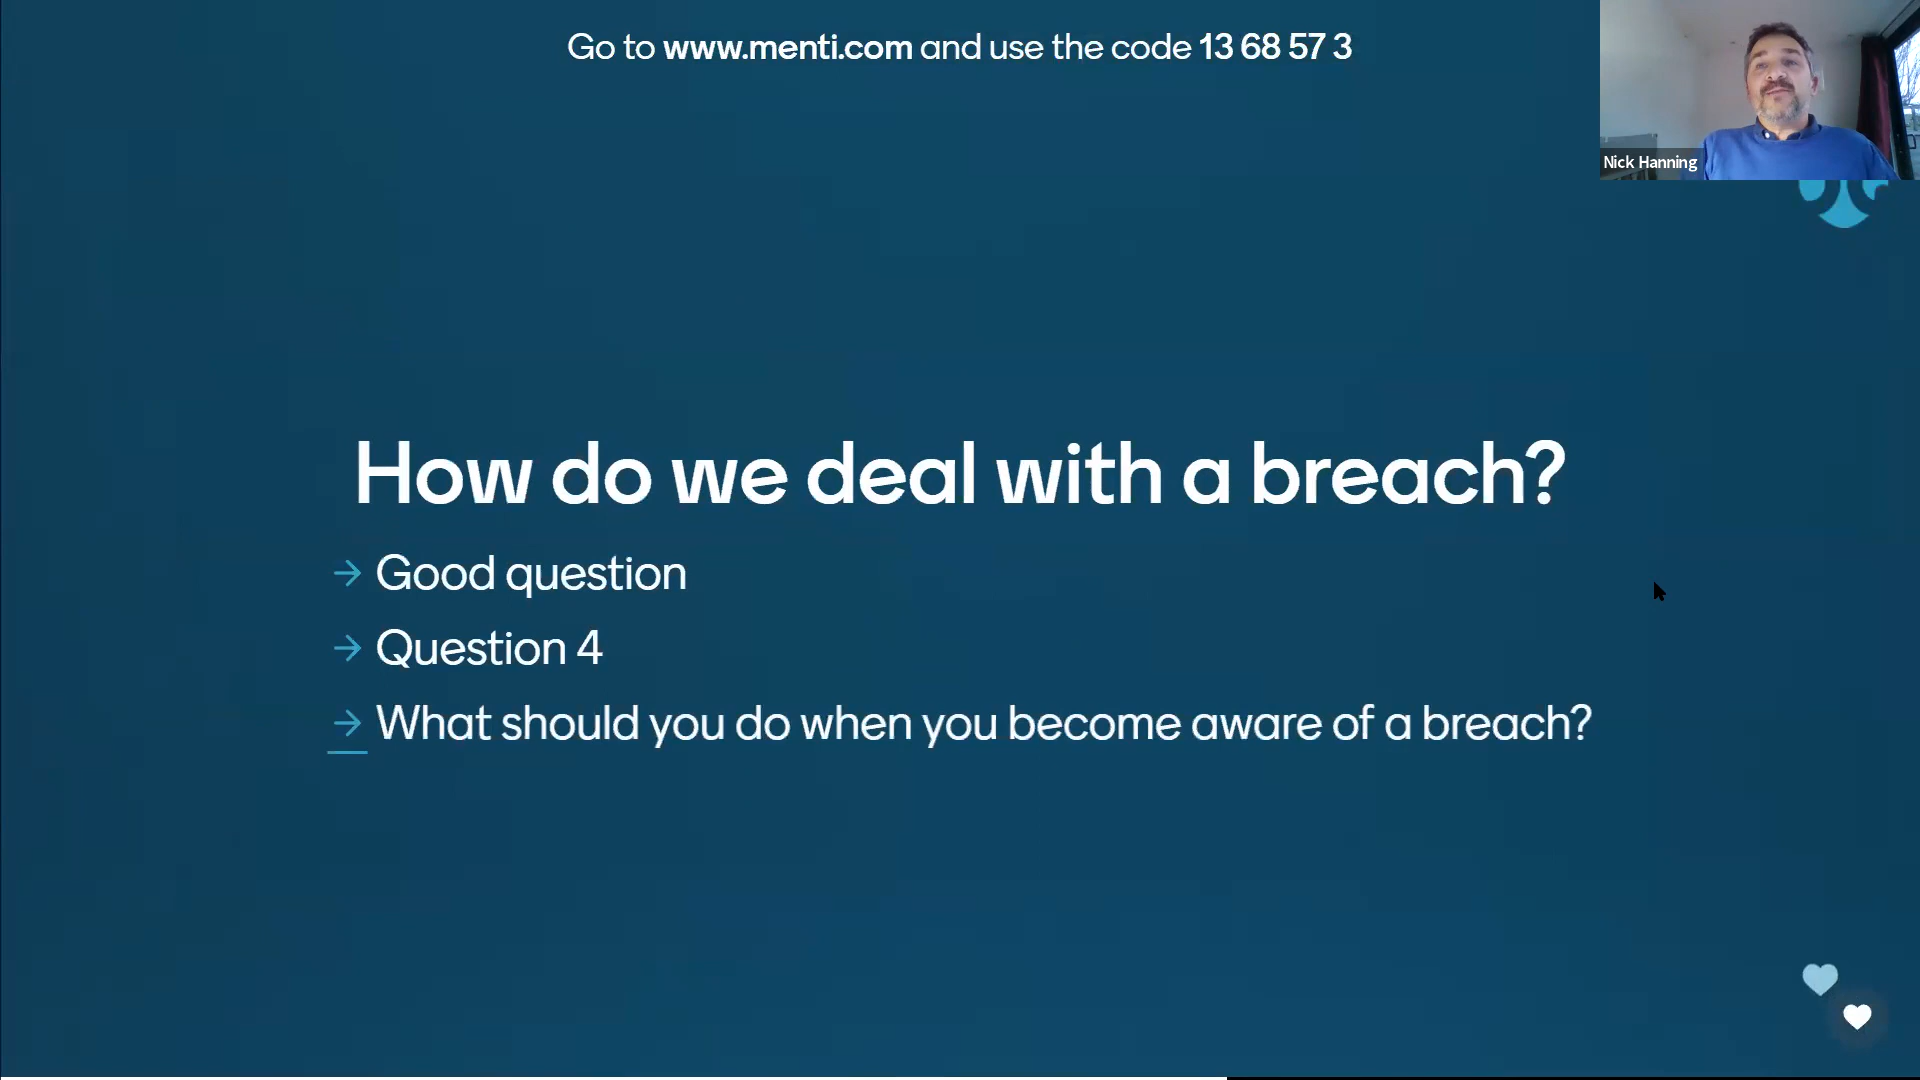 Go to www.menti.com and use the code 13 68 57 3
Nick Hanning
How do we deal with a breach?
→ Good question
→ Question 4
→ What should you do when you become aware of a breach?